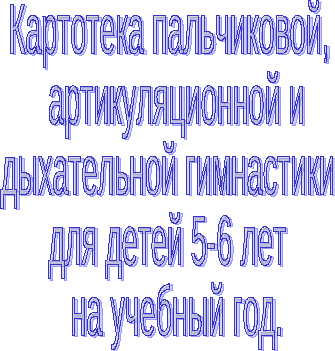 Картотека пальчиковой,
артикуляционной и
дыхательной гимнастики
для детей 5-6 лет
на учебный год.